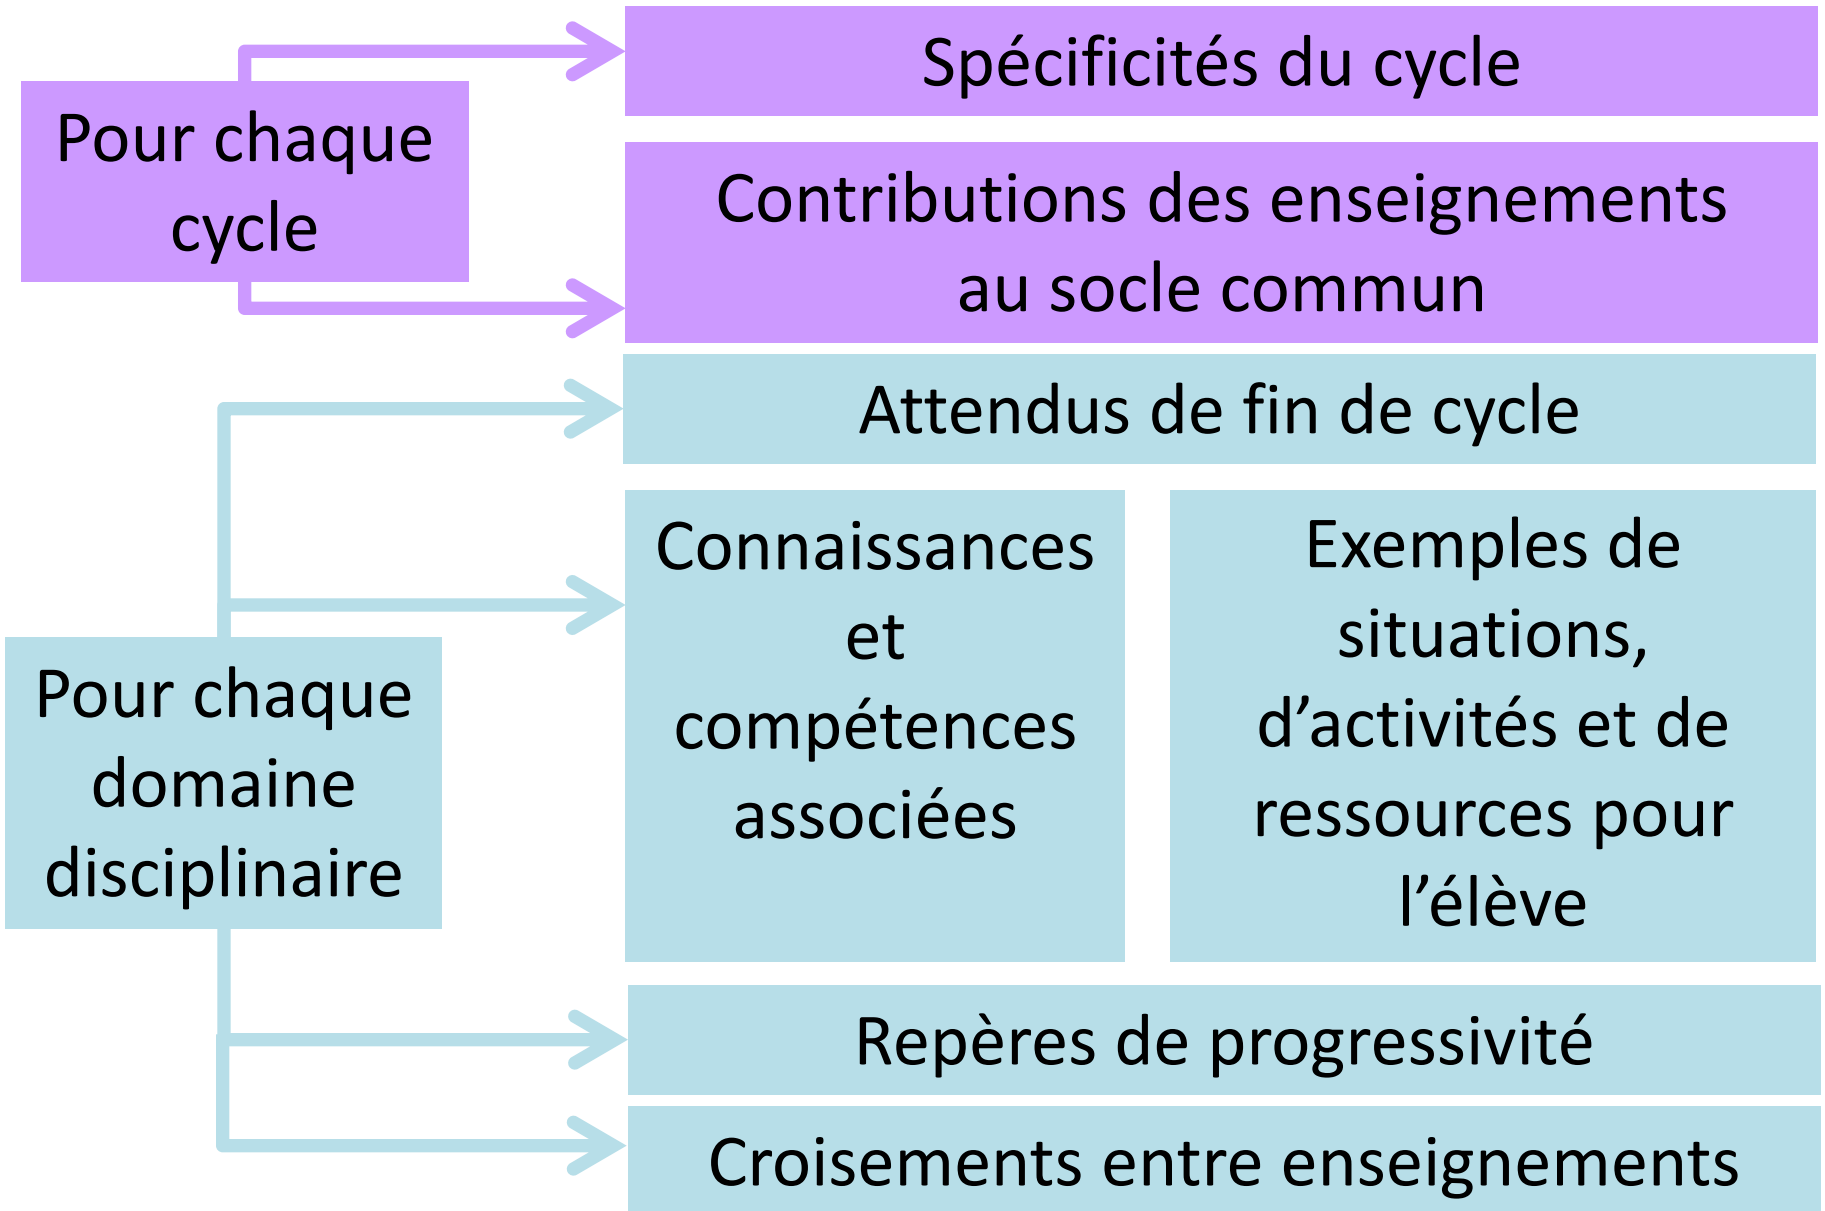 Pour chaque
cycle
Spécificités du cycle
Contributions des enseignements
au socle commun
Pour chaque
domaine
disciplinaire
Attendus de fin de cycle
Connaissances
et
compétences
associées
Exemples de
situations,
d’activités et de
ressources pour
l’élève
Repères de progressivité
Croisements entre enseignements